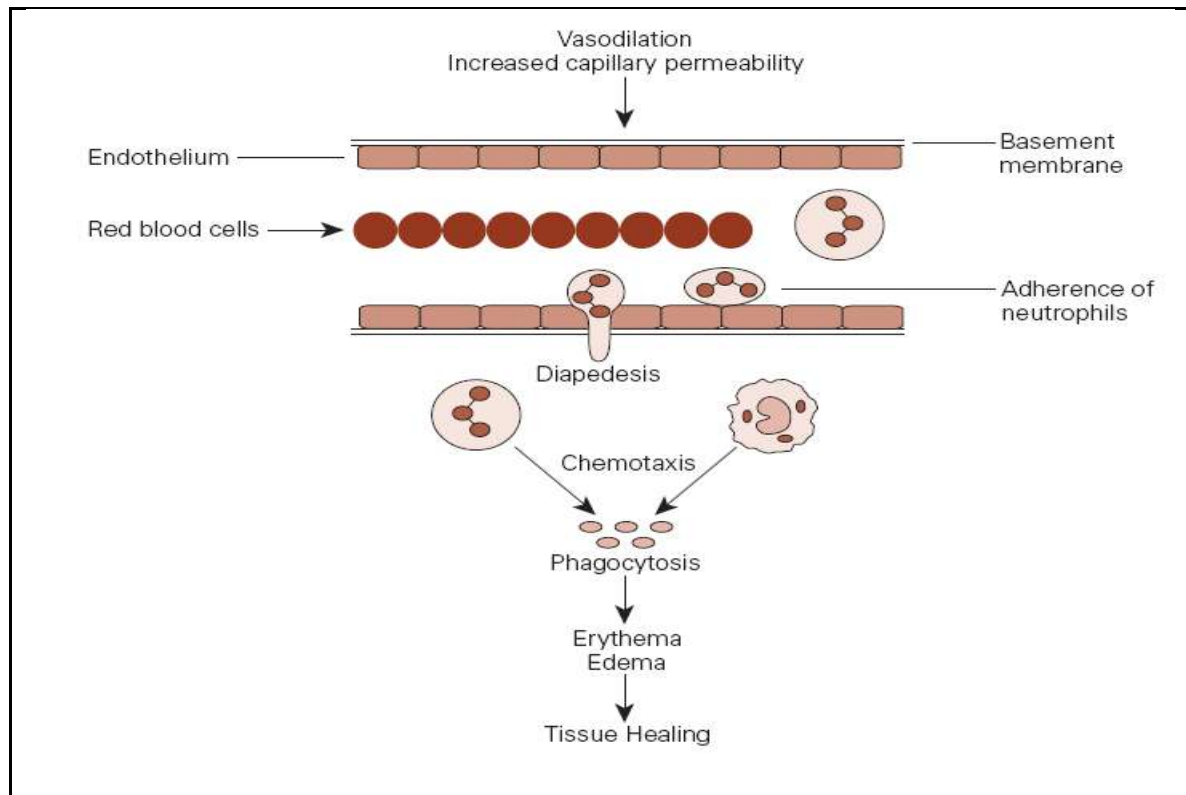 Vasodilation
Increased capillary permeability
Endothelium
Basement
membrane
Red blood cells
Adherence of
neutrophils
Diapedesis
Chemotaxis
Phagocytosis
Erythema
Edema
Tissue Healing